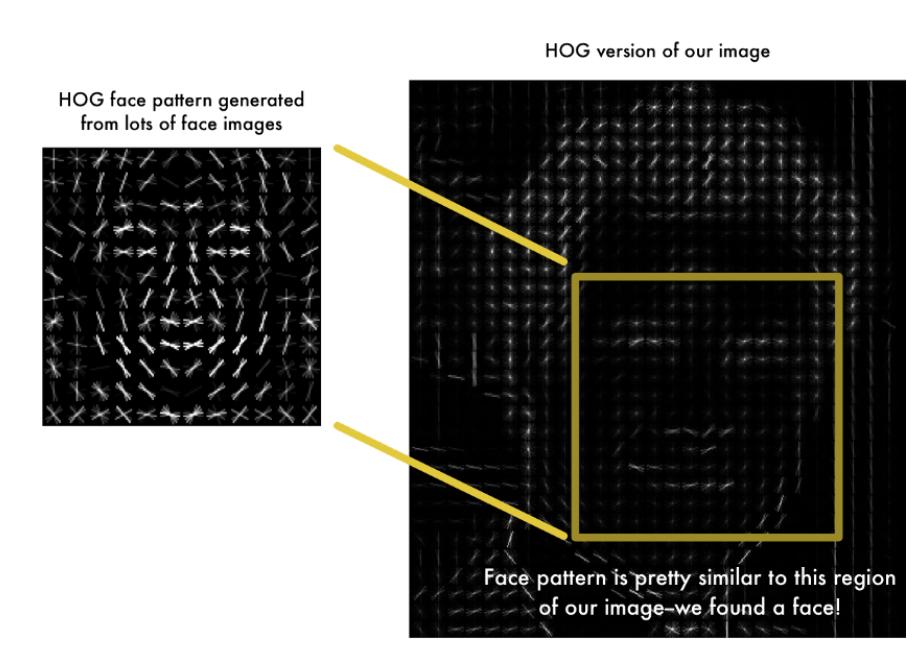 HOG version of our image
HOG face pattern generated
from lots of face images
Face pattern is pretty similar to this region
of our image–we found a face!